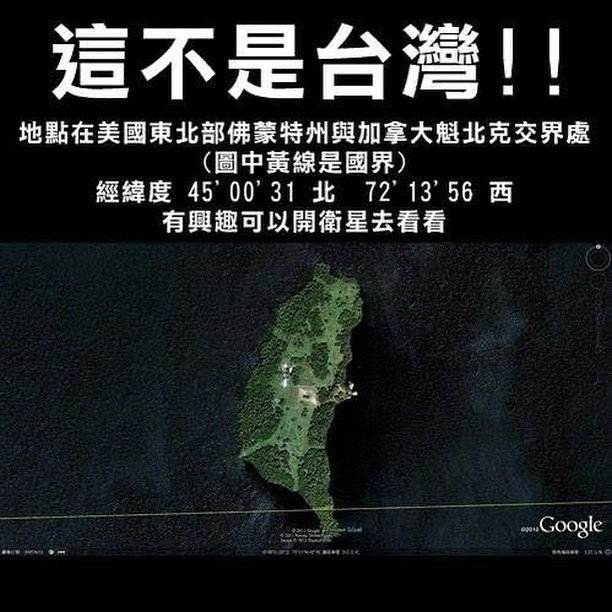 這不是台灣!!
地點在美國東北部佛蒙特州與加拿大魁北克交界處
(圖中黃線是國界)
經緯度 45'00'31 北 72'13'56 西
有興趣可以開衛星去看看
©2012 Google